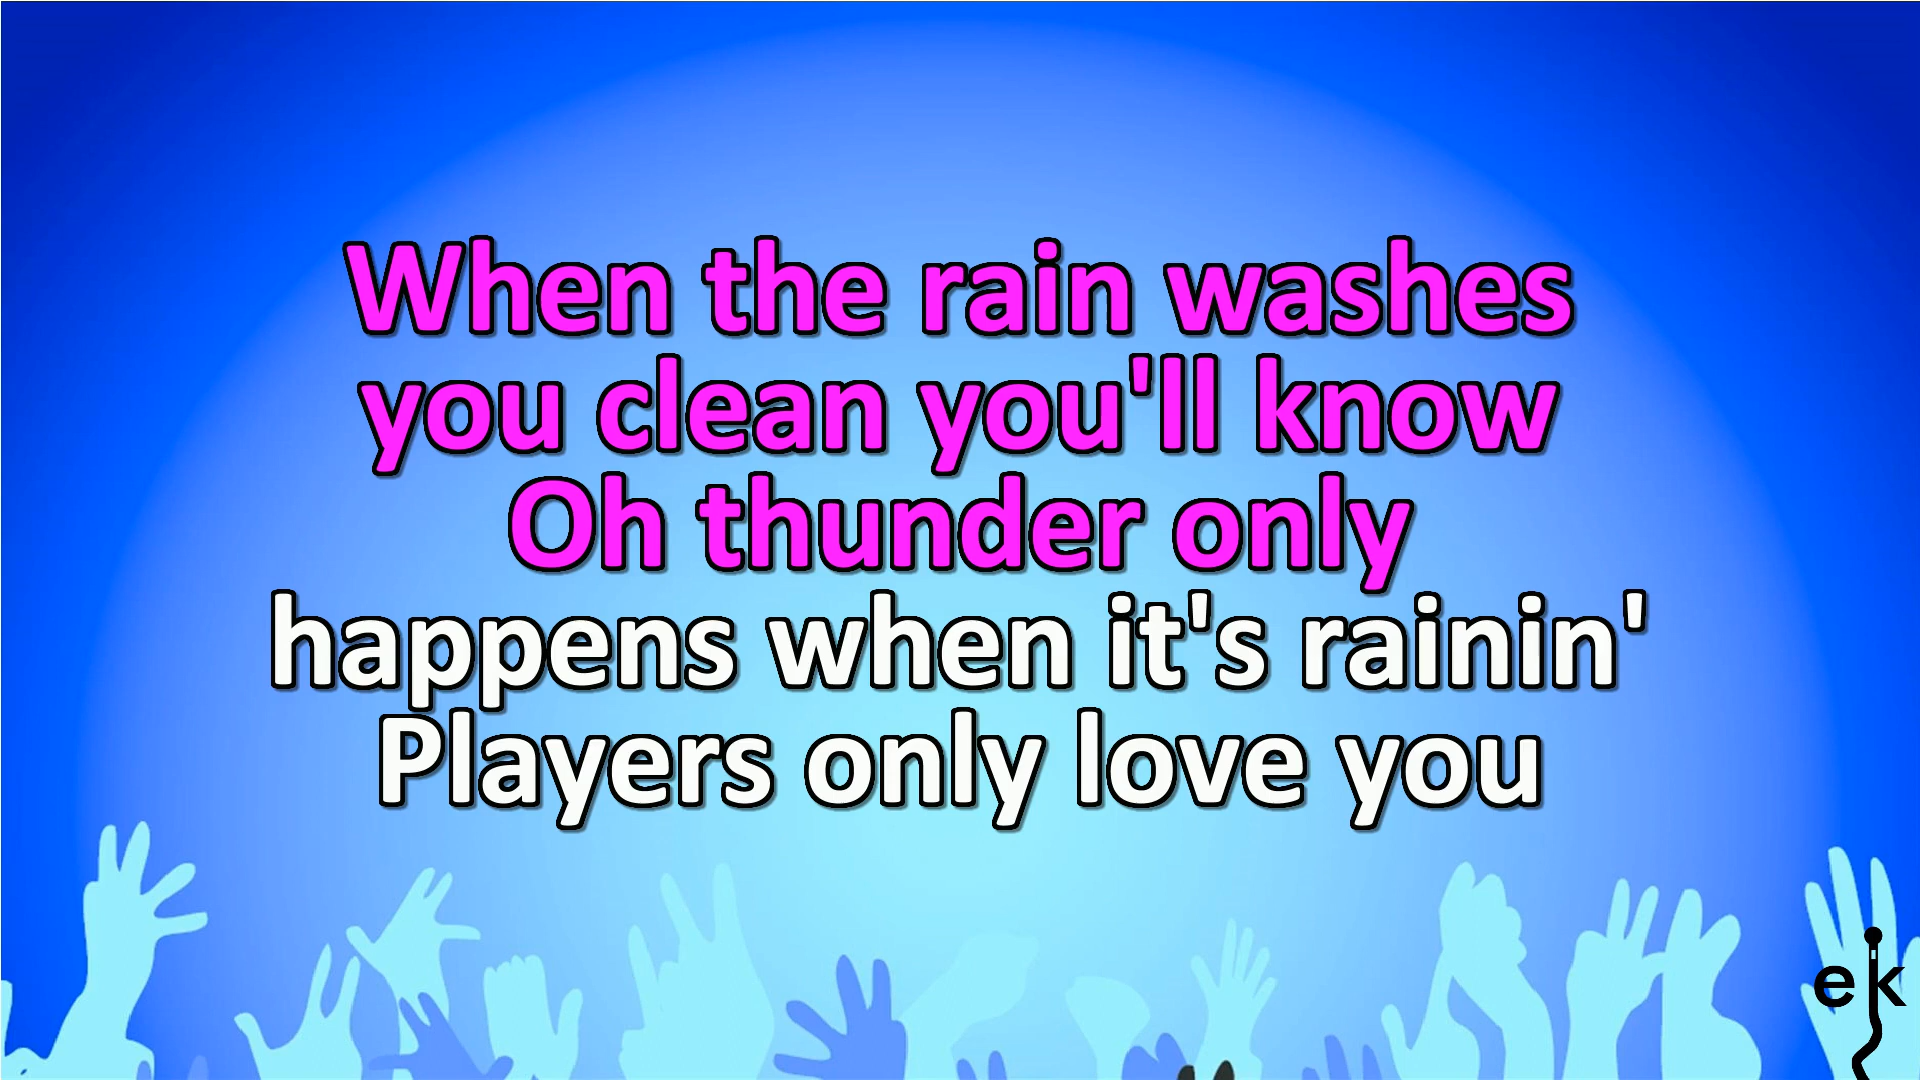 When the rain washes
you clean you'll know
Oh thunder only
happens when it's rainin'
Players only love you
ek